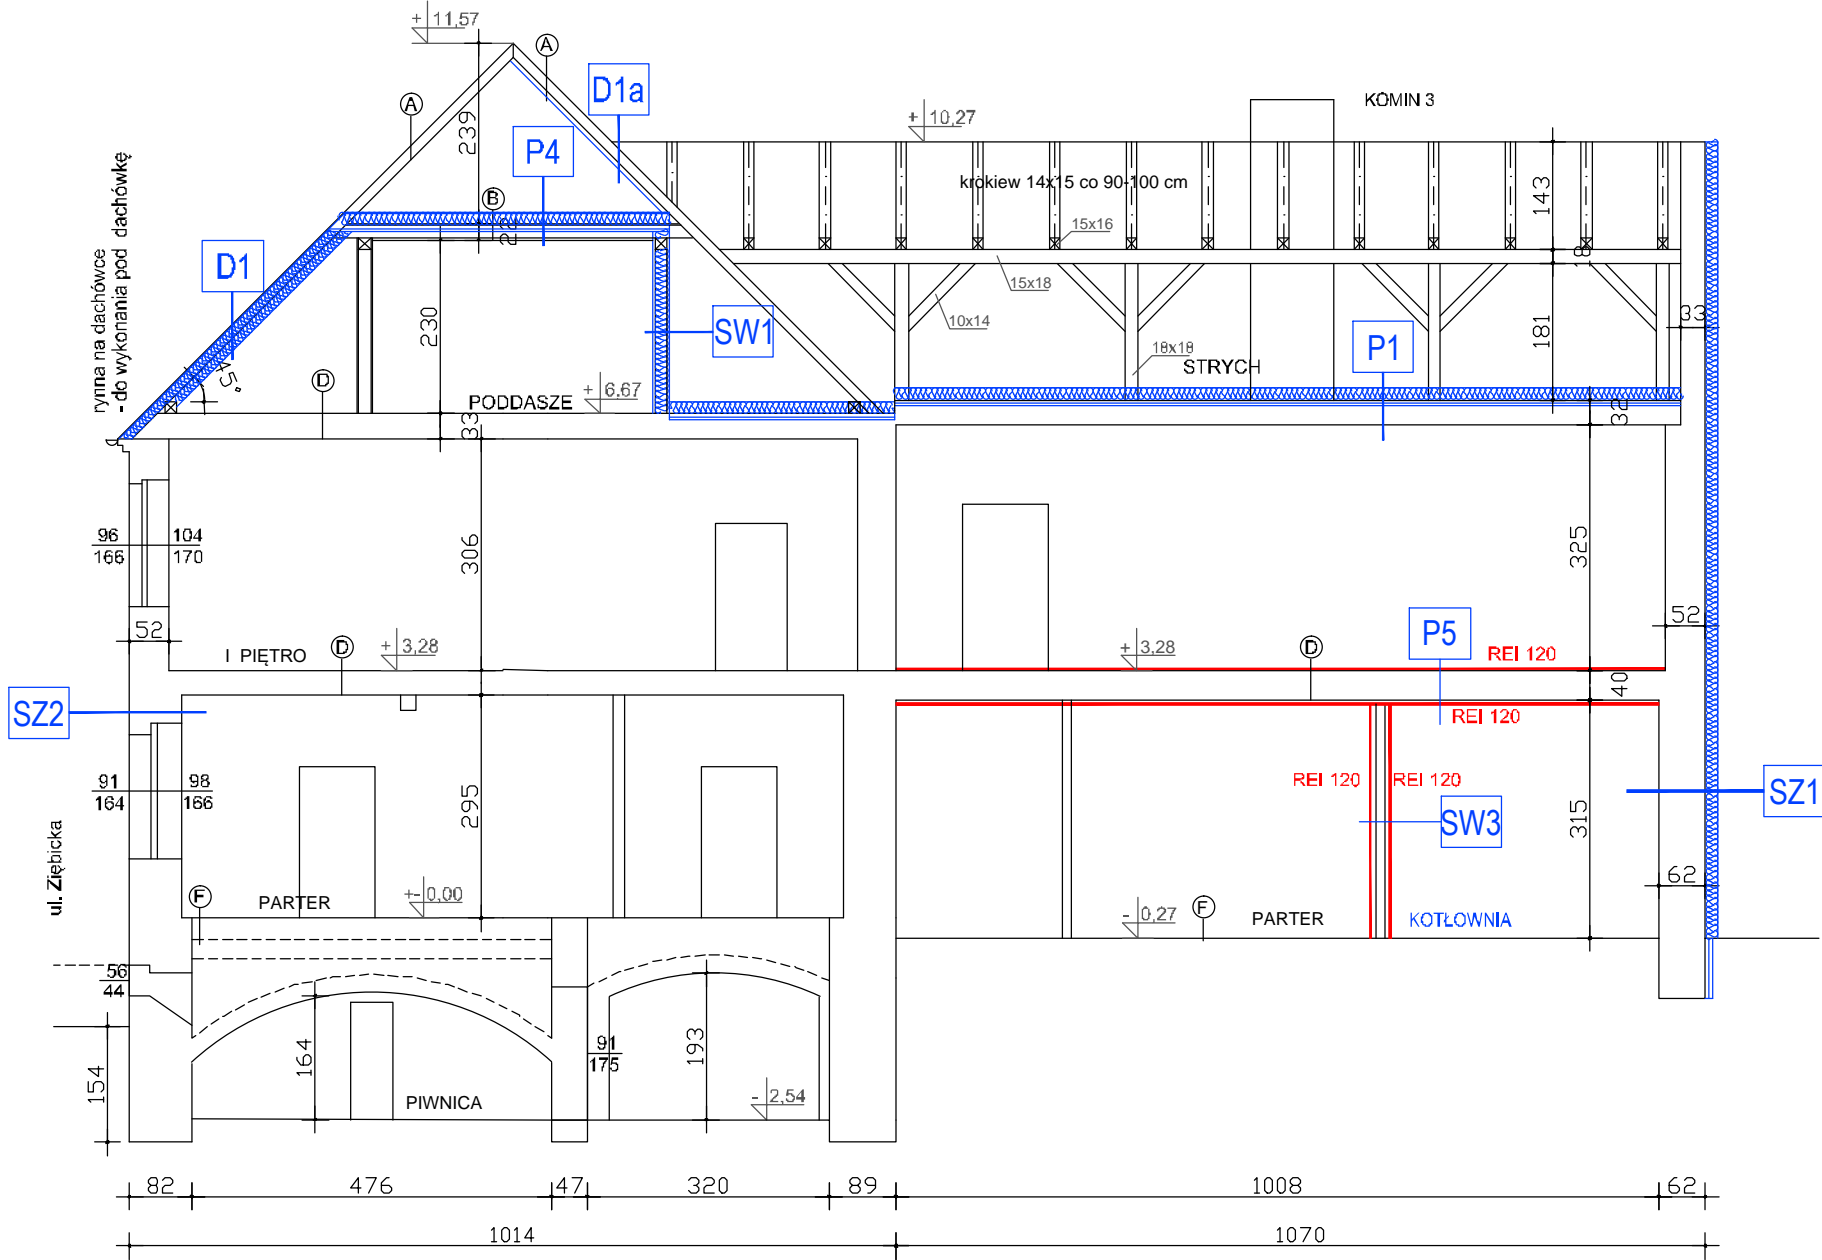 + 11,57
A
D1a
KOMIN 3
A
+ 10,27
239
P4
krokiew 14x15 co 90-100 cm
143
rynna na dachówce
- do wykonania pod dachówkę
B
22
15x16
D1
18
15x18
10x14
33
230
SW1
181
P1
18x18
STRYCH
45°
D
+ 6,67
PODDASZE
33
32
96
166
104
170
306
325
52
52
I PIĘTRO
D
+ 3,28
+ 3,28
D
P5
REI 120
40
SZ2
REI 120
91
164
98
166
295
REI 120
REI 120
SZ1
SW3
315
ul. Ziębicka
62
F
PARTER
+- 0,00
- 0,27
F
PARTER
KOTŁOWNIA
56
44
164
91
175
193
154
PIWNICA
- 2,54
82
476
47
320
89
1008
62
1014
1070